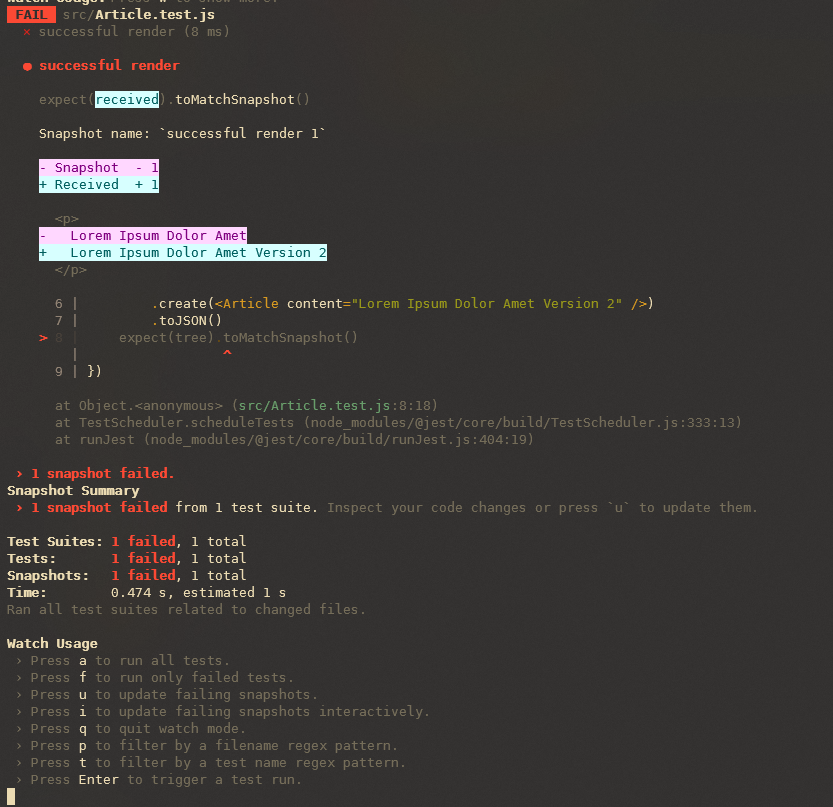 Watch Usage: Press w to show more.
FAIL src/Article.test.js
✕ successful render (8 ms)
● successful render
expect(received).toMatchSnapshot()
Snapshot name: `successful render 1`
- Snapshot  - 1
+ Received  + 1
<p>
-   Lorem Ipsum Dolor Amet
+   Lorem Ipsum Dolor Amet Version 2
</p>
6 |         .create(<Article content="Lorem Ipsum Dolor Amet Version 2" />)
7 |         .toJSON()
> 8 |     expect(tree).toMatchSnapshot()
|                  ^
9 | })
at Object.<anonymous> (src/Article.test.js:8:18)
at TestScheduler.scheduleTests (node_modules/@jest/core/build/TestScheduler.js:333:13)
at runJest (node_modules/@jest/core/build/runJest.js:404:19)
› 1 snapshot failed.
Snapshot Summary
› 1 snapshot failed from 1 test suite. Inspect your code changes or press `u` to update them.
Test Suites: 1 failed, 1 total
Tests:       1 failed, 1 total
Snapshots:   1 failed, 1 total
Time:        0.474 s, estimated 1 s
Ran all test suites related to changed files.
Watch Usage
› Press a to run all tests.
› Press f to run only failed tests.
› Press u to update failing snapshots.
› Press i to update failing snapshots interactively.
› Press q to quit watch mode.
› Press p to filter by a filename regex pattern.
› Press t to filter by a test name regex pattern.
› Press Enter to trigger a test run.